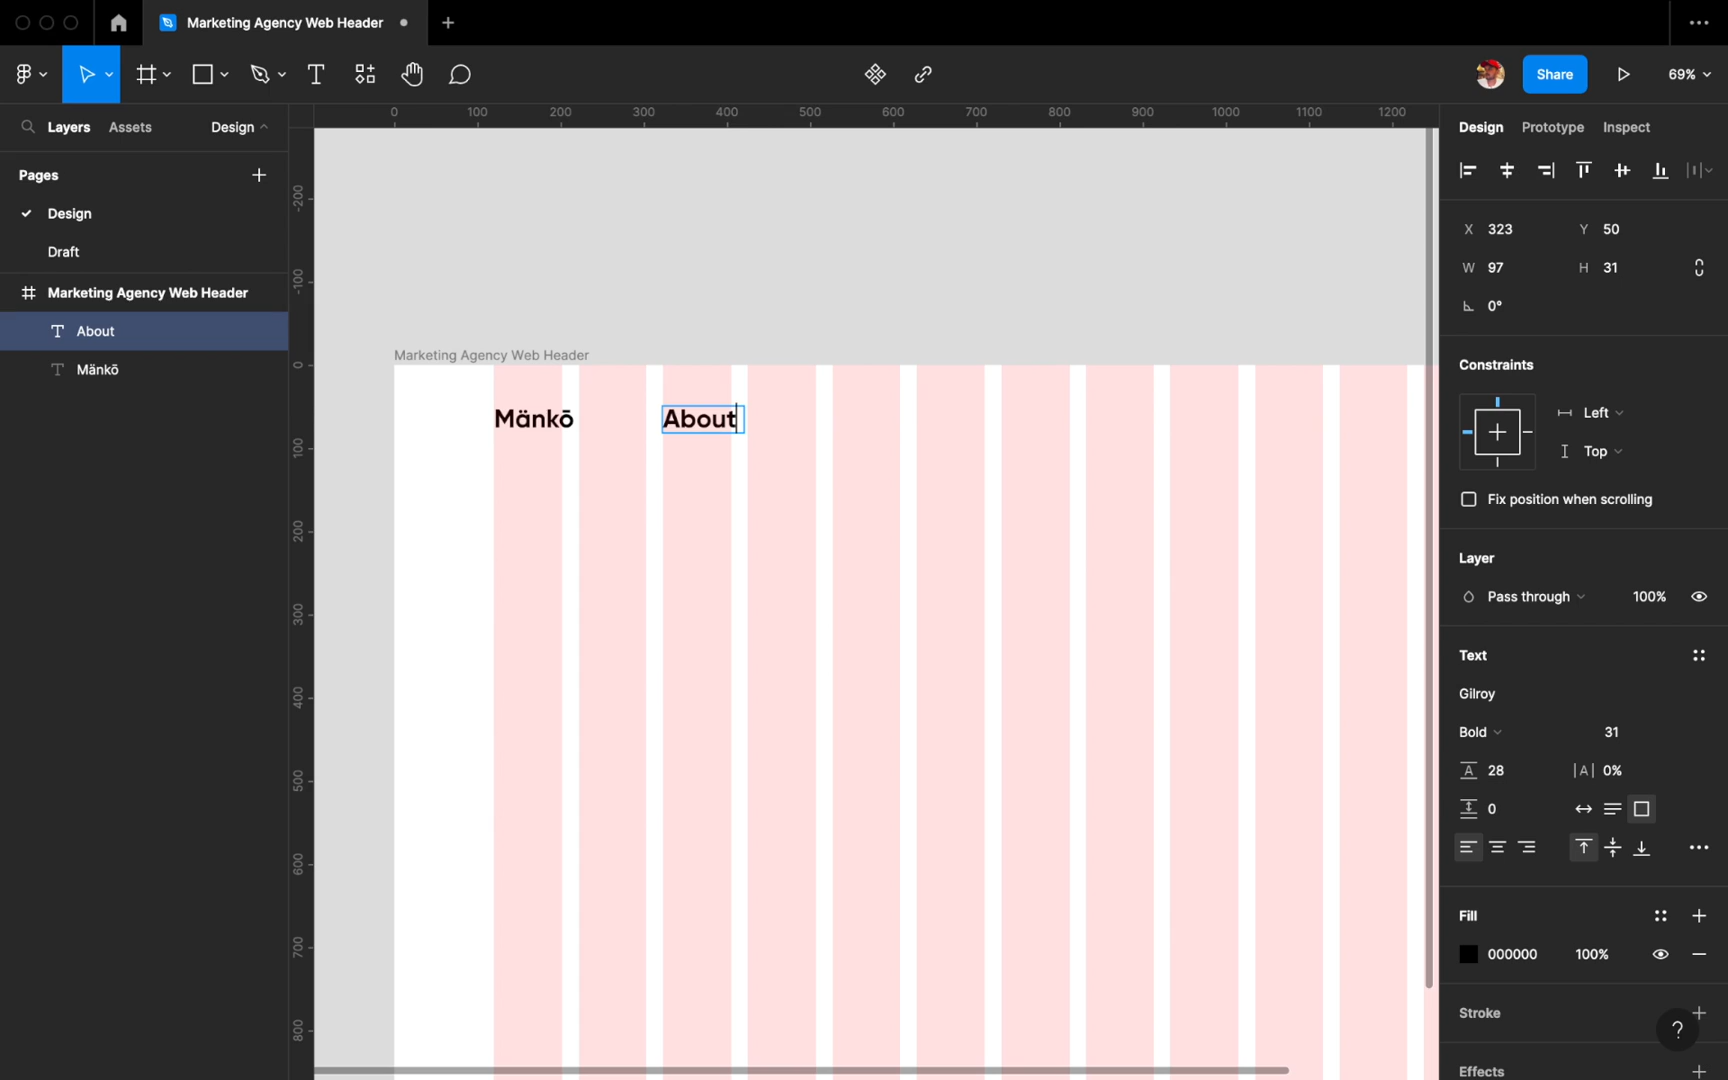 Marketing Agency Web Header
Share
69%
Layers
Assets
Design
Pages
Design
Draft
Marketing Agency Web Header
About
Mänkō
0 100 200 300 400 500 600 700 800 900 1000 1100 1200
-200
-100
0
100
200
300
400
500
600
700
800
Marketing Agency Web Header
Mänkō About
Design Prototype Inspect
X 323 Y 50
W 97 H 31
0°
Constraints
Left
Top
Fix position when scrolling
Layer
Pass through 100%
Text
Gilroy
Bold 31
A 28 |A| 0%
0
Fill
000000 100%
Stroke
?
Effects